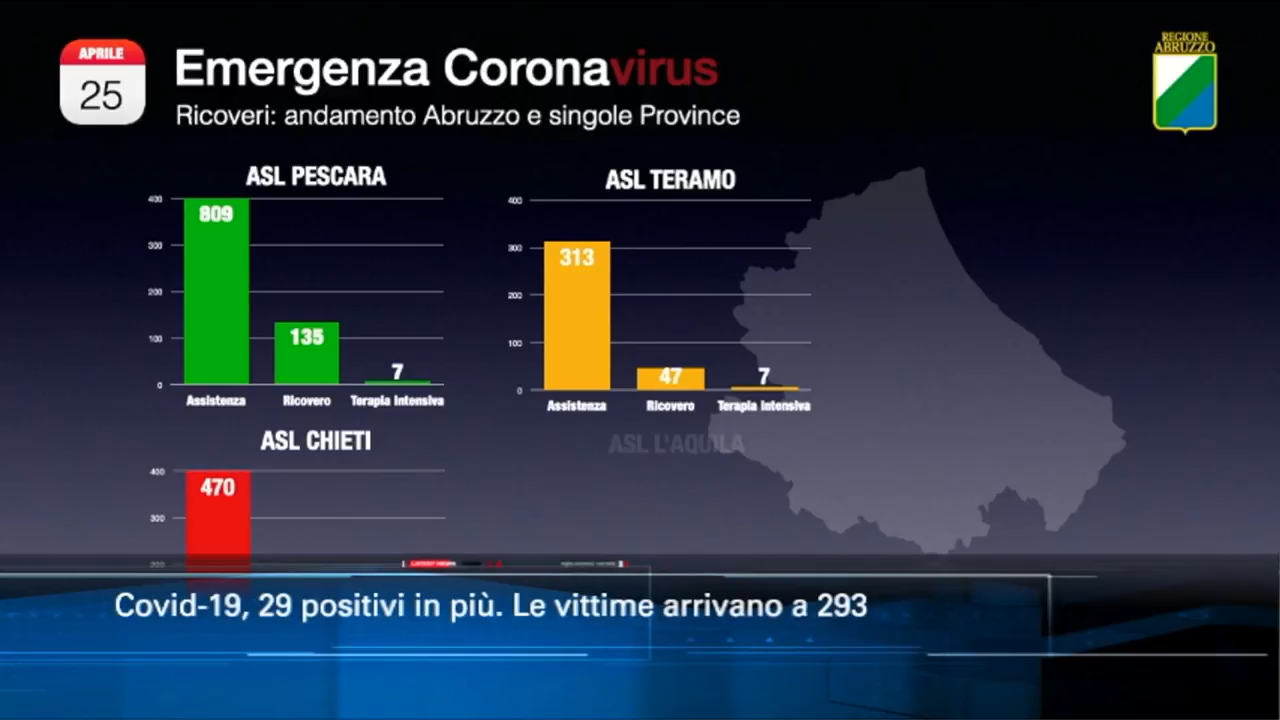 APRILE
25
Emergenza Coronavirus
Ricoveri: andamento Abruzzo e singole Province
REGIONE
ABRUZZO
ASL PESCARA
400
300
200
100
0
809
135
7
Assistenza Ricovero Terapia Intensiva
ASL TERAMO
400
300
200
100
0
313
47
7
Assistenza Ricovero Terapia Intensiva
ASL CHIETI
400
300
200
470
ASL L'AQUILA
Covid-19, 29 positivi in più. Le vittime arrivano a 293